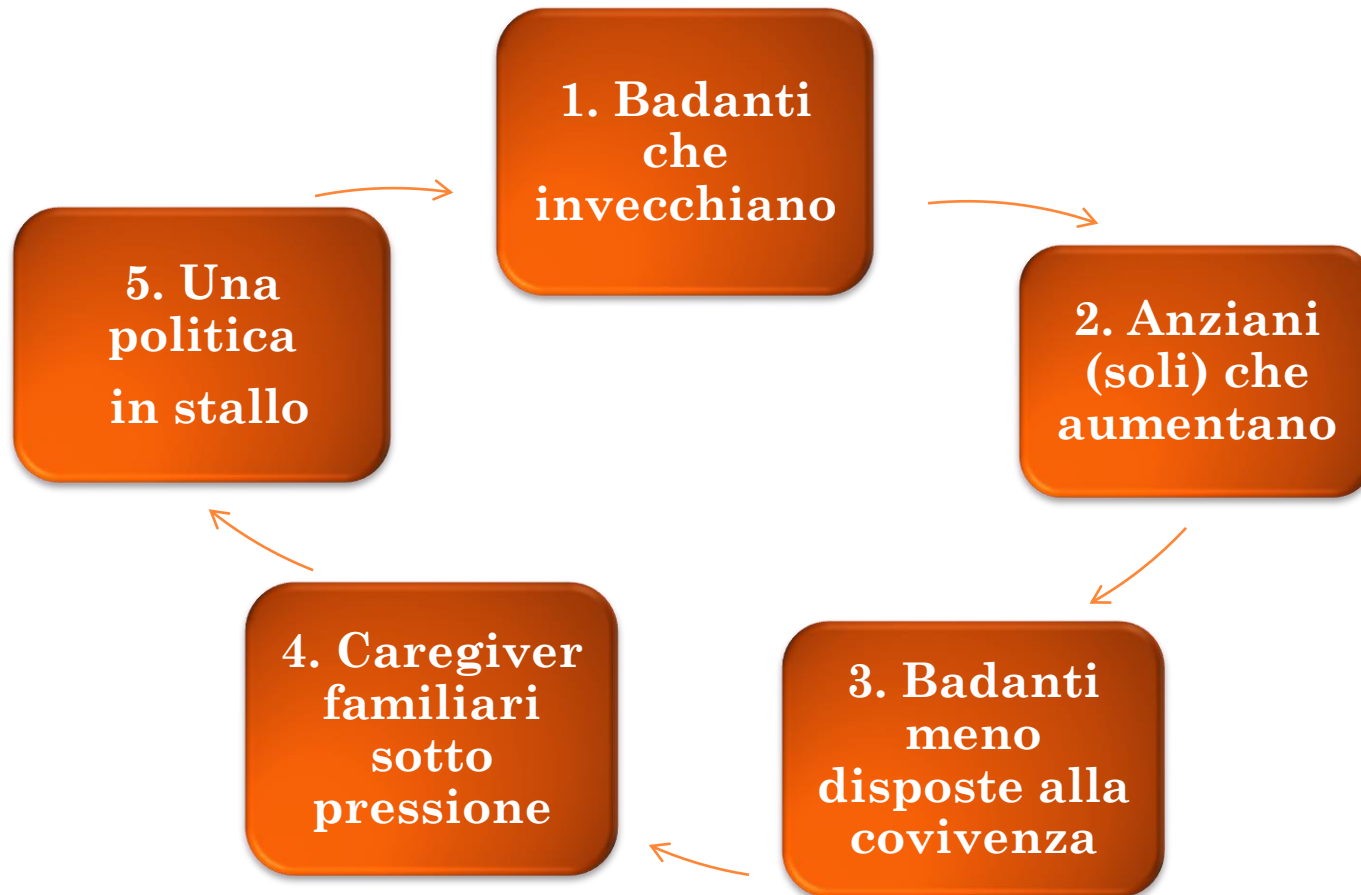 1. Badanti
che
invecchiano
2. Anziani
(soli) che
aumentano
3. Badanti
meno
disposte alla
covivenza
4. Caregiver
familiari
sotto
pressione
5. Una
politica
in stallo